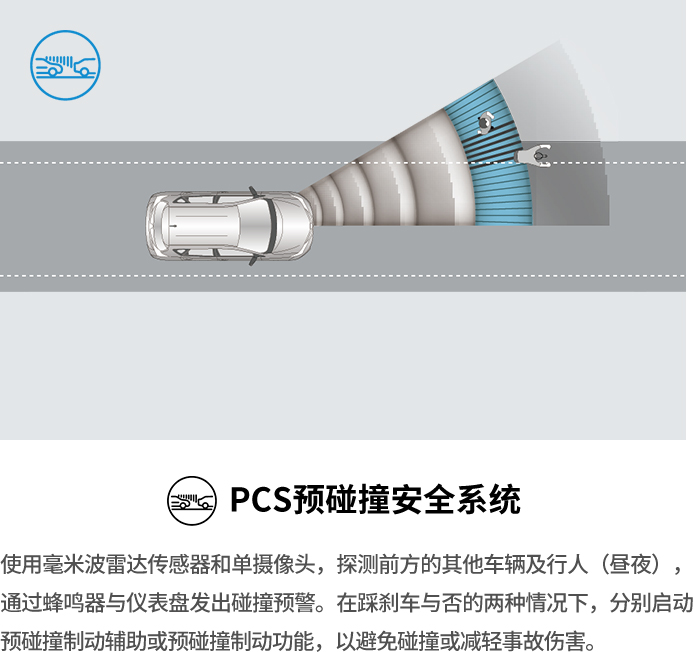 PCS预碰撞安全系统
使用毫米波雷达传感器和单摄像头，探测前方的其他车辆及行人（昼夜），
通过蜂鸣器与仪表盘发出碰撞预警。在踩刹车与否的两种情况下，分别启动
预碰撞制动辅助或预碰撞制动功能，以避免碰撞或减轻事故伤害。